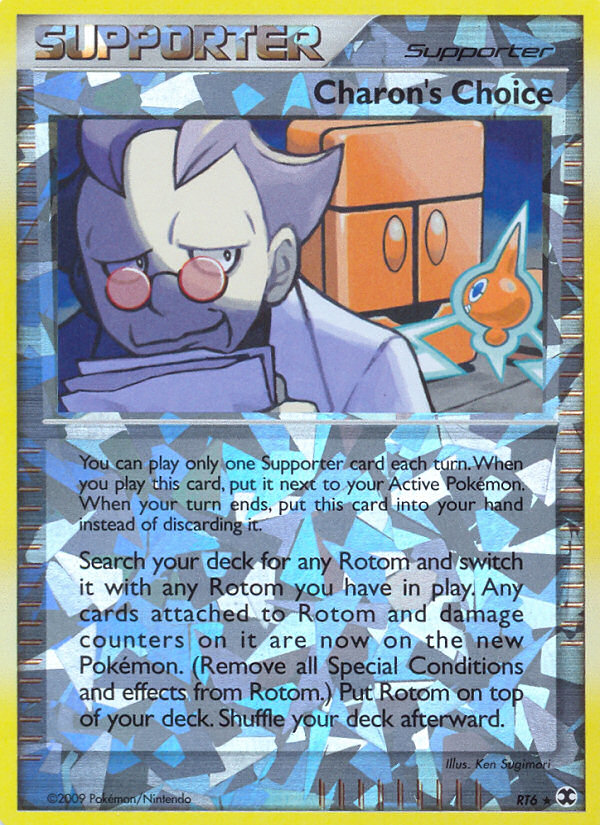 SUPPORTER
Supporter
Charon's Choice
You can play only one Supporter card each turn. When
you play this card, put it next to your Active Pokémon.
When your turn ends, put this card into your hand
instead of discarding it.
Search your deck for any Rotom and switch
it with any Rotom you have in play. Any
cards attached to Rotom and damage
counters on it are now on the new
Pokémon. (Remove all Special Conditions
and effects from Rotom.) Put Rotom on top
of your deck. Shuffle your deck afterward.
Illus. Ken Sugimori
©2009 Pokémon/Nintendo
RT6 ★